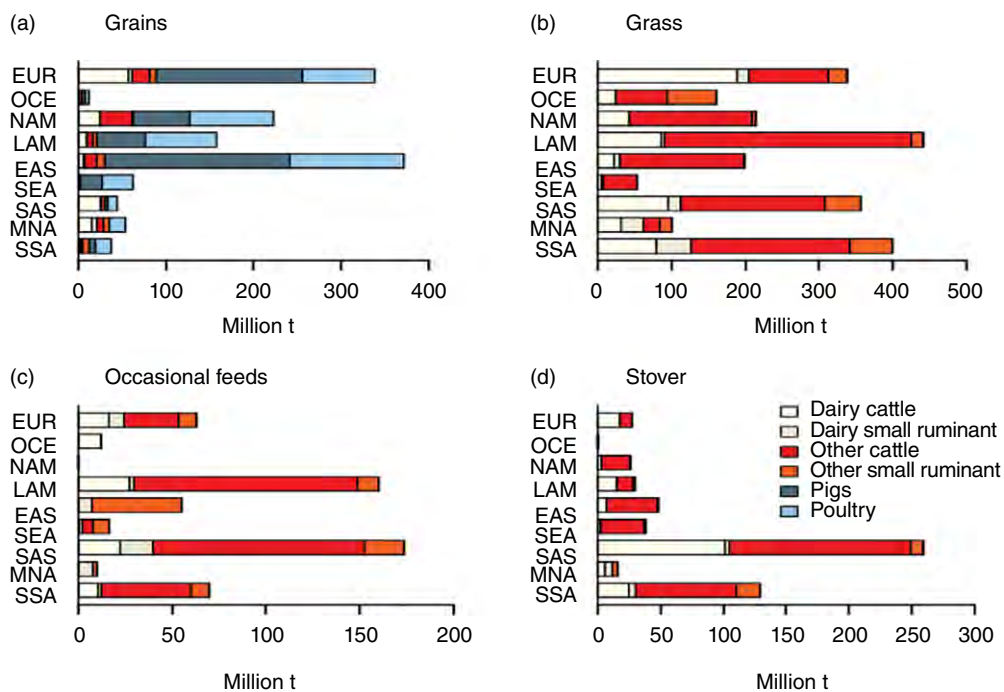 (a) Grains
EUR
OCE
NAM
LAM
EAS
SEA
SAS
MNA
SSA
0 100 200 300 400
Million t
(b) Grass
EUR
OCE
NAM
LAM
EAS
SEA
SAS
MNA
SSA
0 100 200 300 400 500
Million t
(c) Occasional feeds
EUR
OCE
NAM
LAM
EAS
SEA
SAS
MNA
SSA
0 50 100 150 200
Million t
(d) Stover
EUR
OCE
NAM
LAM
EAS
SEA
SAS
MNA
SSA
0 50 100 150 200 250 300
Million t
Dairy cattle
Dairy small ruminant
Other cattle
Other small ruminant
Pigs
Poultry